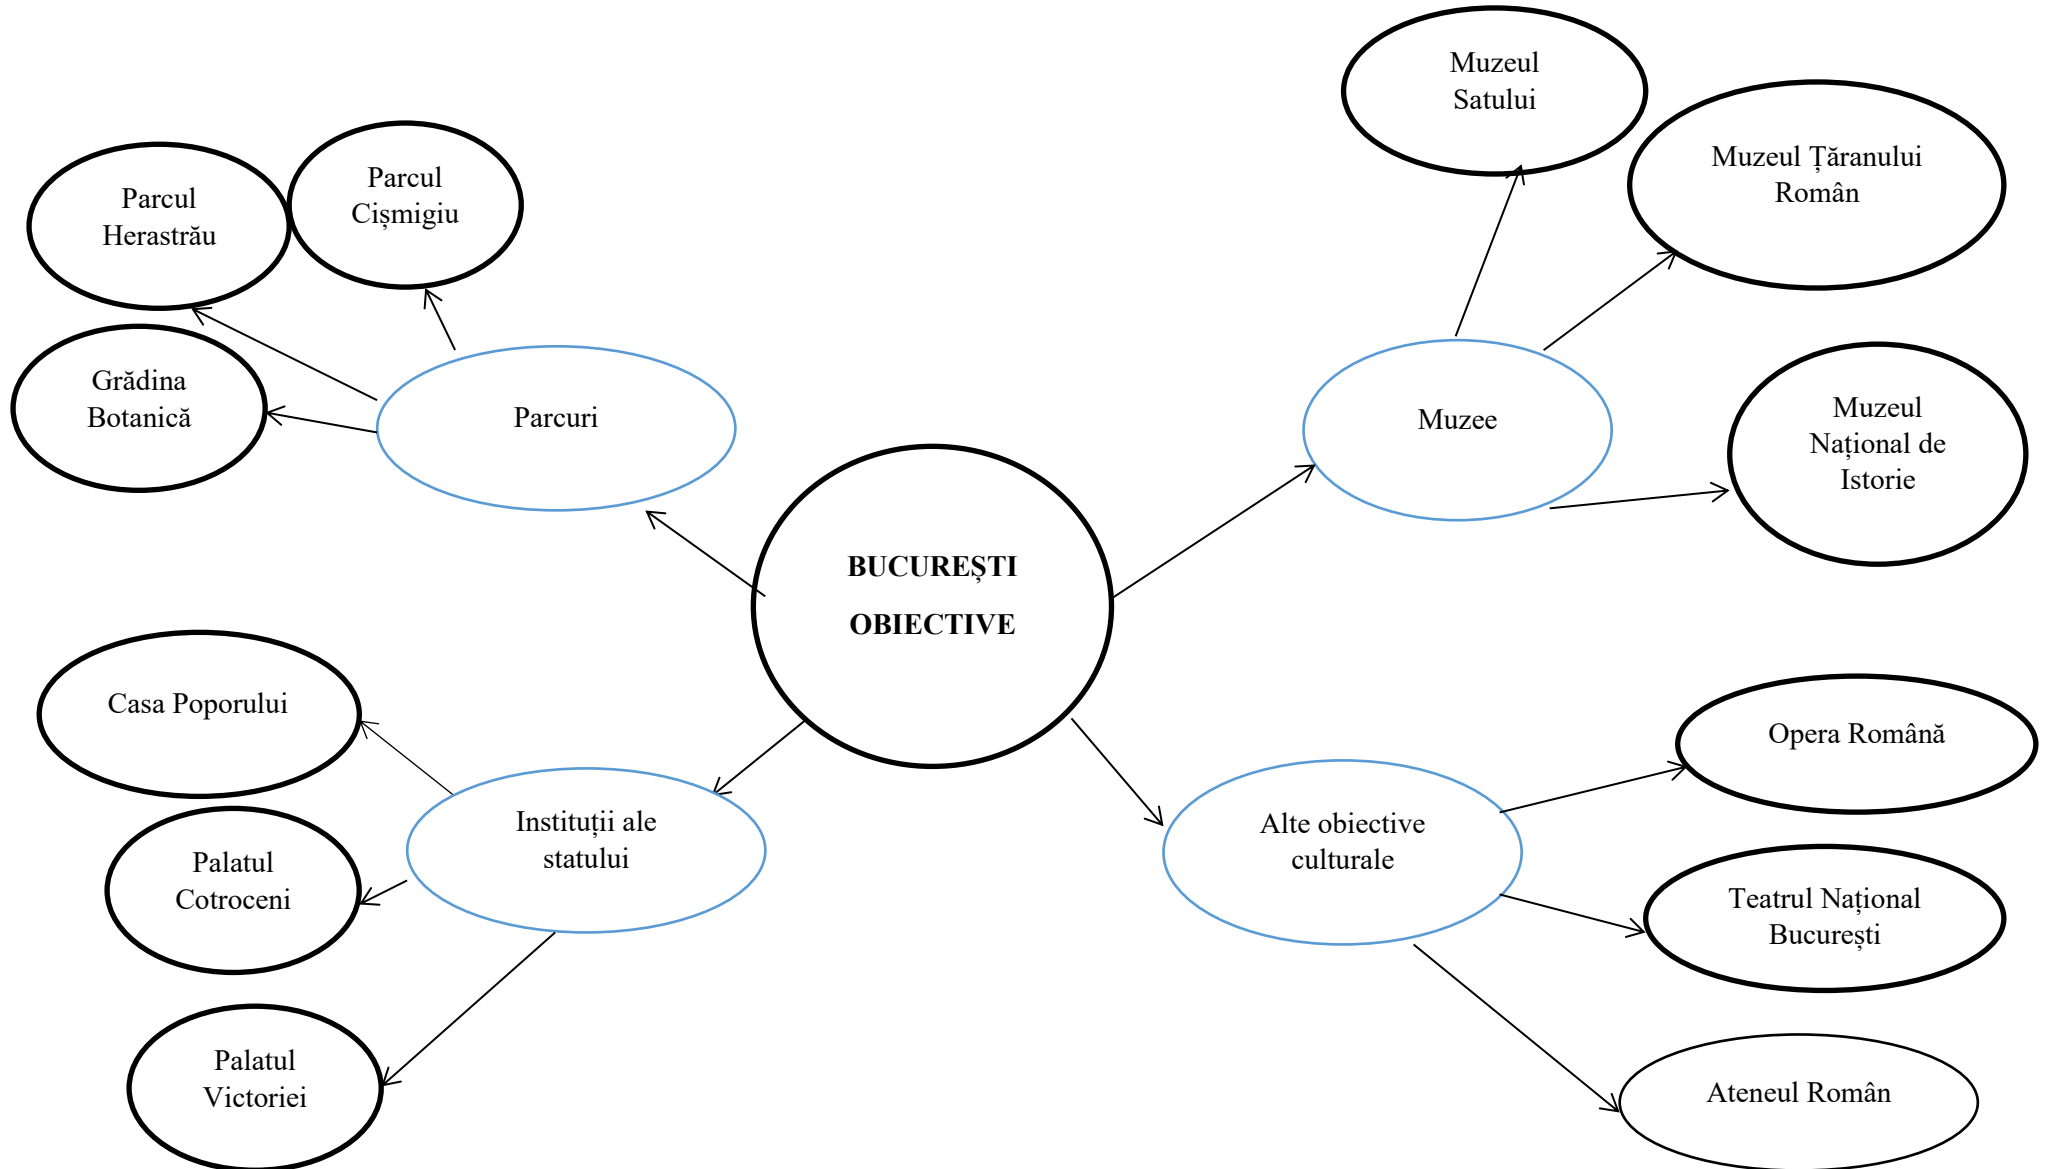 Muzeul
Satului
Muzeul Țăranului
Român
Parcul
Cișmigiu
Parcul
Herastrău
Grădina
Botanică
Parcuri
Muzee
Muzeul
Național de
Istorie
BUCUREȘTI
OBIECTIVE
Casa Poporului
Opera Română
Instituții ale
statului
Alte obiective
culturale
Palatul
Cotroceni
Teatrul Național
București
Palatul
Victoriei
Ateneul Român